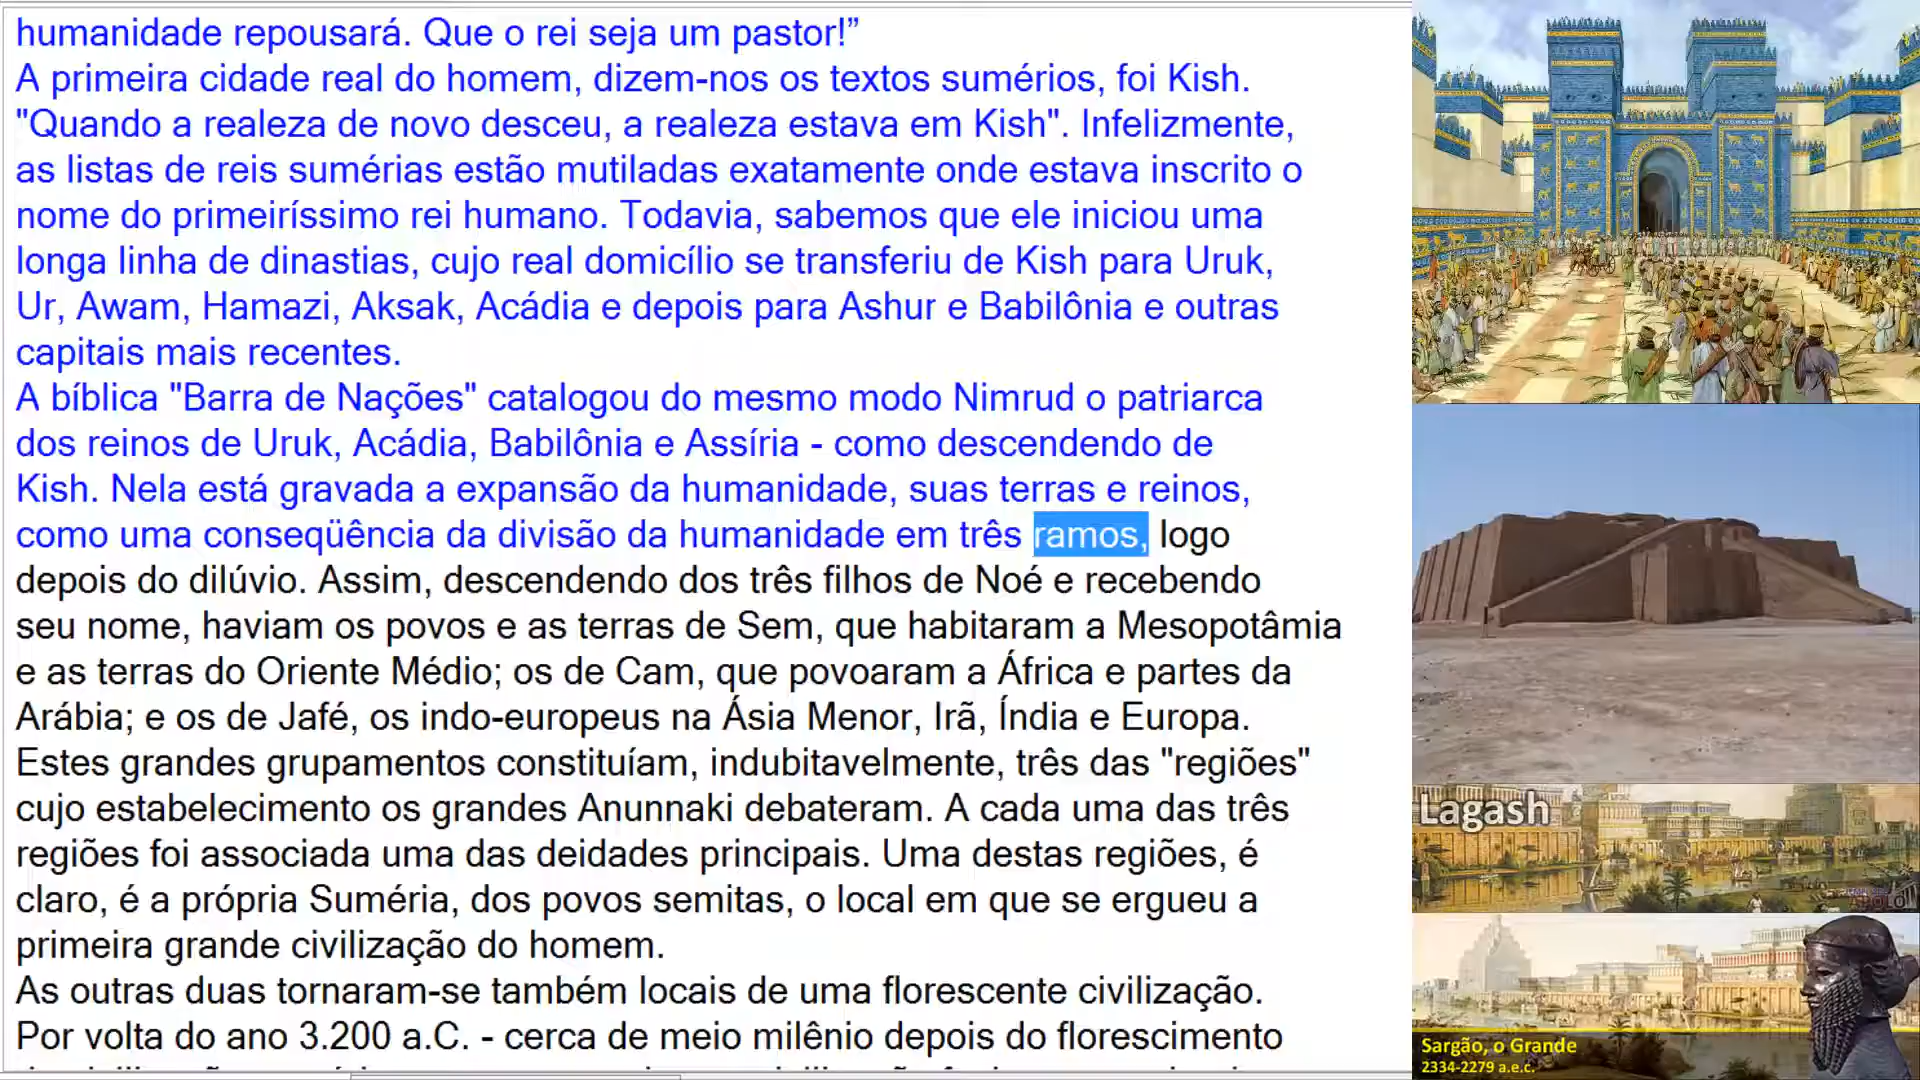 humanidade repousará. Que o rei seja um pastor!”
A primeira cidade real do homem, dizem-nos os textos sumérios, foi Kish.
"Quando a realeza de novo desceu, a realeza estava em Kish". Infelizmente,
as listas de reis sumérias estão mutiladas exatamente onde estava inscrito o
nome do primeiríssimo rei humano. Todavia, sabemos que ele iniciou uma
longa linha de dinastias, cujo real domicílio se transferiu de Kish para Uruk,
Ur, Awam, Hamazi, Aksak, Acádia e depois para Ashur e Babilônia e outras
capitais mais recentes.
A bíblica "Barra de Nações" catalogou do mesmo modo Nimrud o patriarca
dos reinos de Uruk, Acádia, Babilônia e Assíria - como descendendo de
Kish. Nela está gravada a expansão da humanidade, suas terras e reinos,
como uma conseqüência da divisão da humanidade em três ramos, logo
depois do dilúvio. Assim, descendendo dos três filhos de Noé e recebendo
seu nome, haviam os povos e as terras de Sem, que habitaram a Mesopotâmia
e as terras do Oriente Médio; os de Cam, que povoaram a África e partes da
Arábia; e os de Jafé, os indo-europeus na Ásia Menor, Irã, Índia e Europa.
Estes grandes grupamentos constituíam, indubitavelmente, três das "regiões"
cujo estabelecimento os grandes Anunnaki debateram. A cada uma das três
regiões foi associada uma das deidades principais. Uma destas regiões, é
claro, é a própria Suméria, dos povos semitas, o local em que se ergueu a
primeira grande civilização do homem.
As outras duas tornaram-se também locais de uma florescente civilização.
Por volta do ano 3.200 a.C. - cerca de meio milênio depois do florescimento
Lagash
Sargão, o Grande
2334-2279 a.e.c.